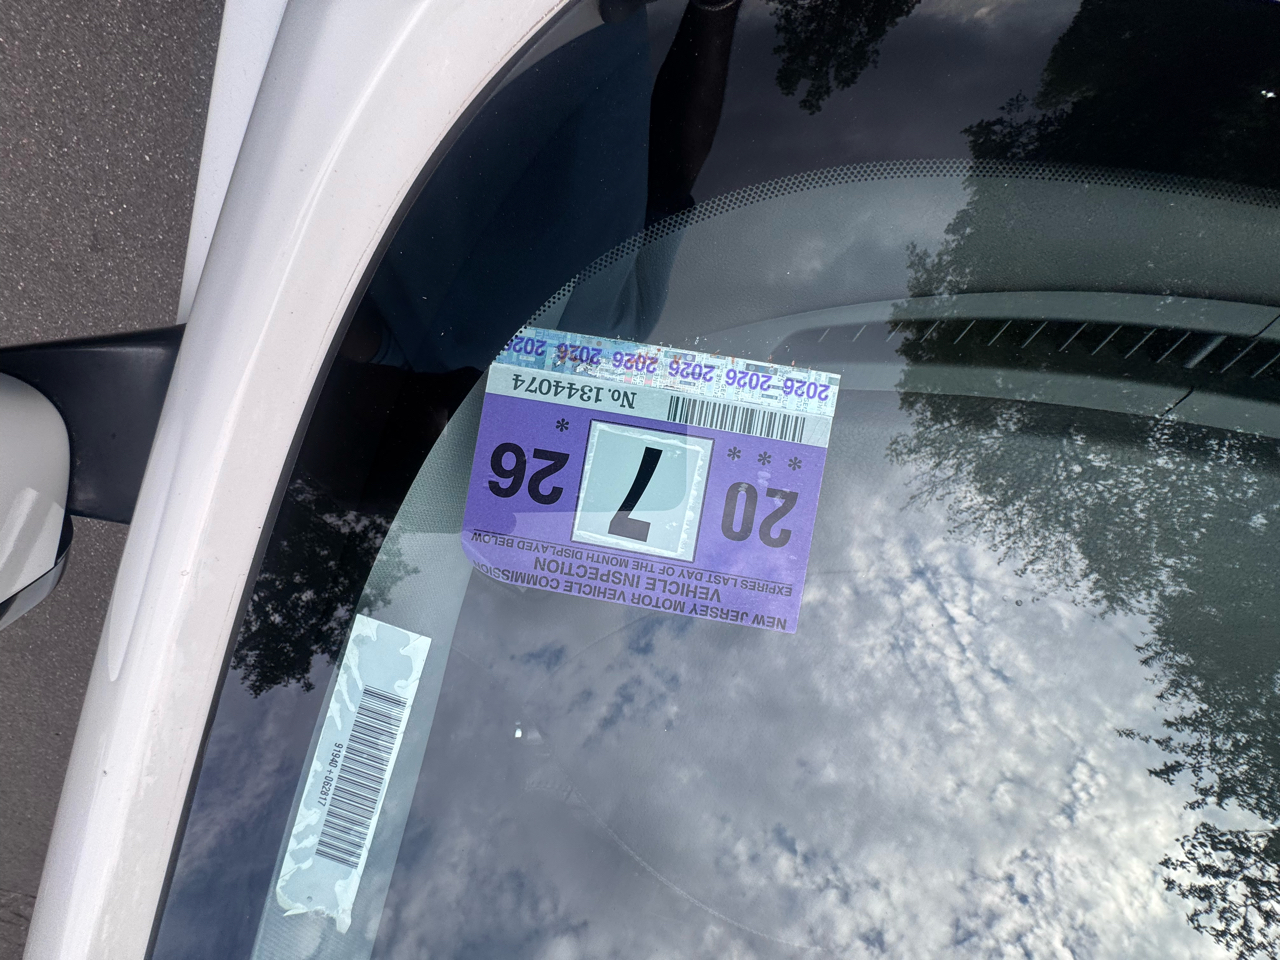 NEW JERSEY MOTOR VEHICLE COMMISSION
VEHICLE INSPECTION
EXPIRES LAST DAY OF THE MONTH DISPLAYED BELOW
20 7 26
* * * *
No.1344074
2026 2026 2026 2026 2026 2026
91940+062817